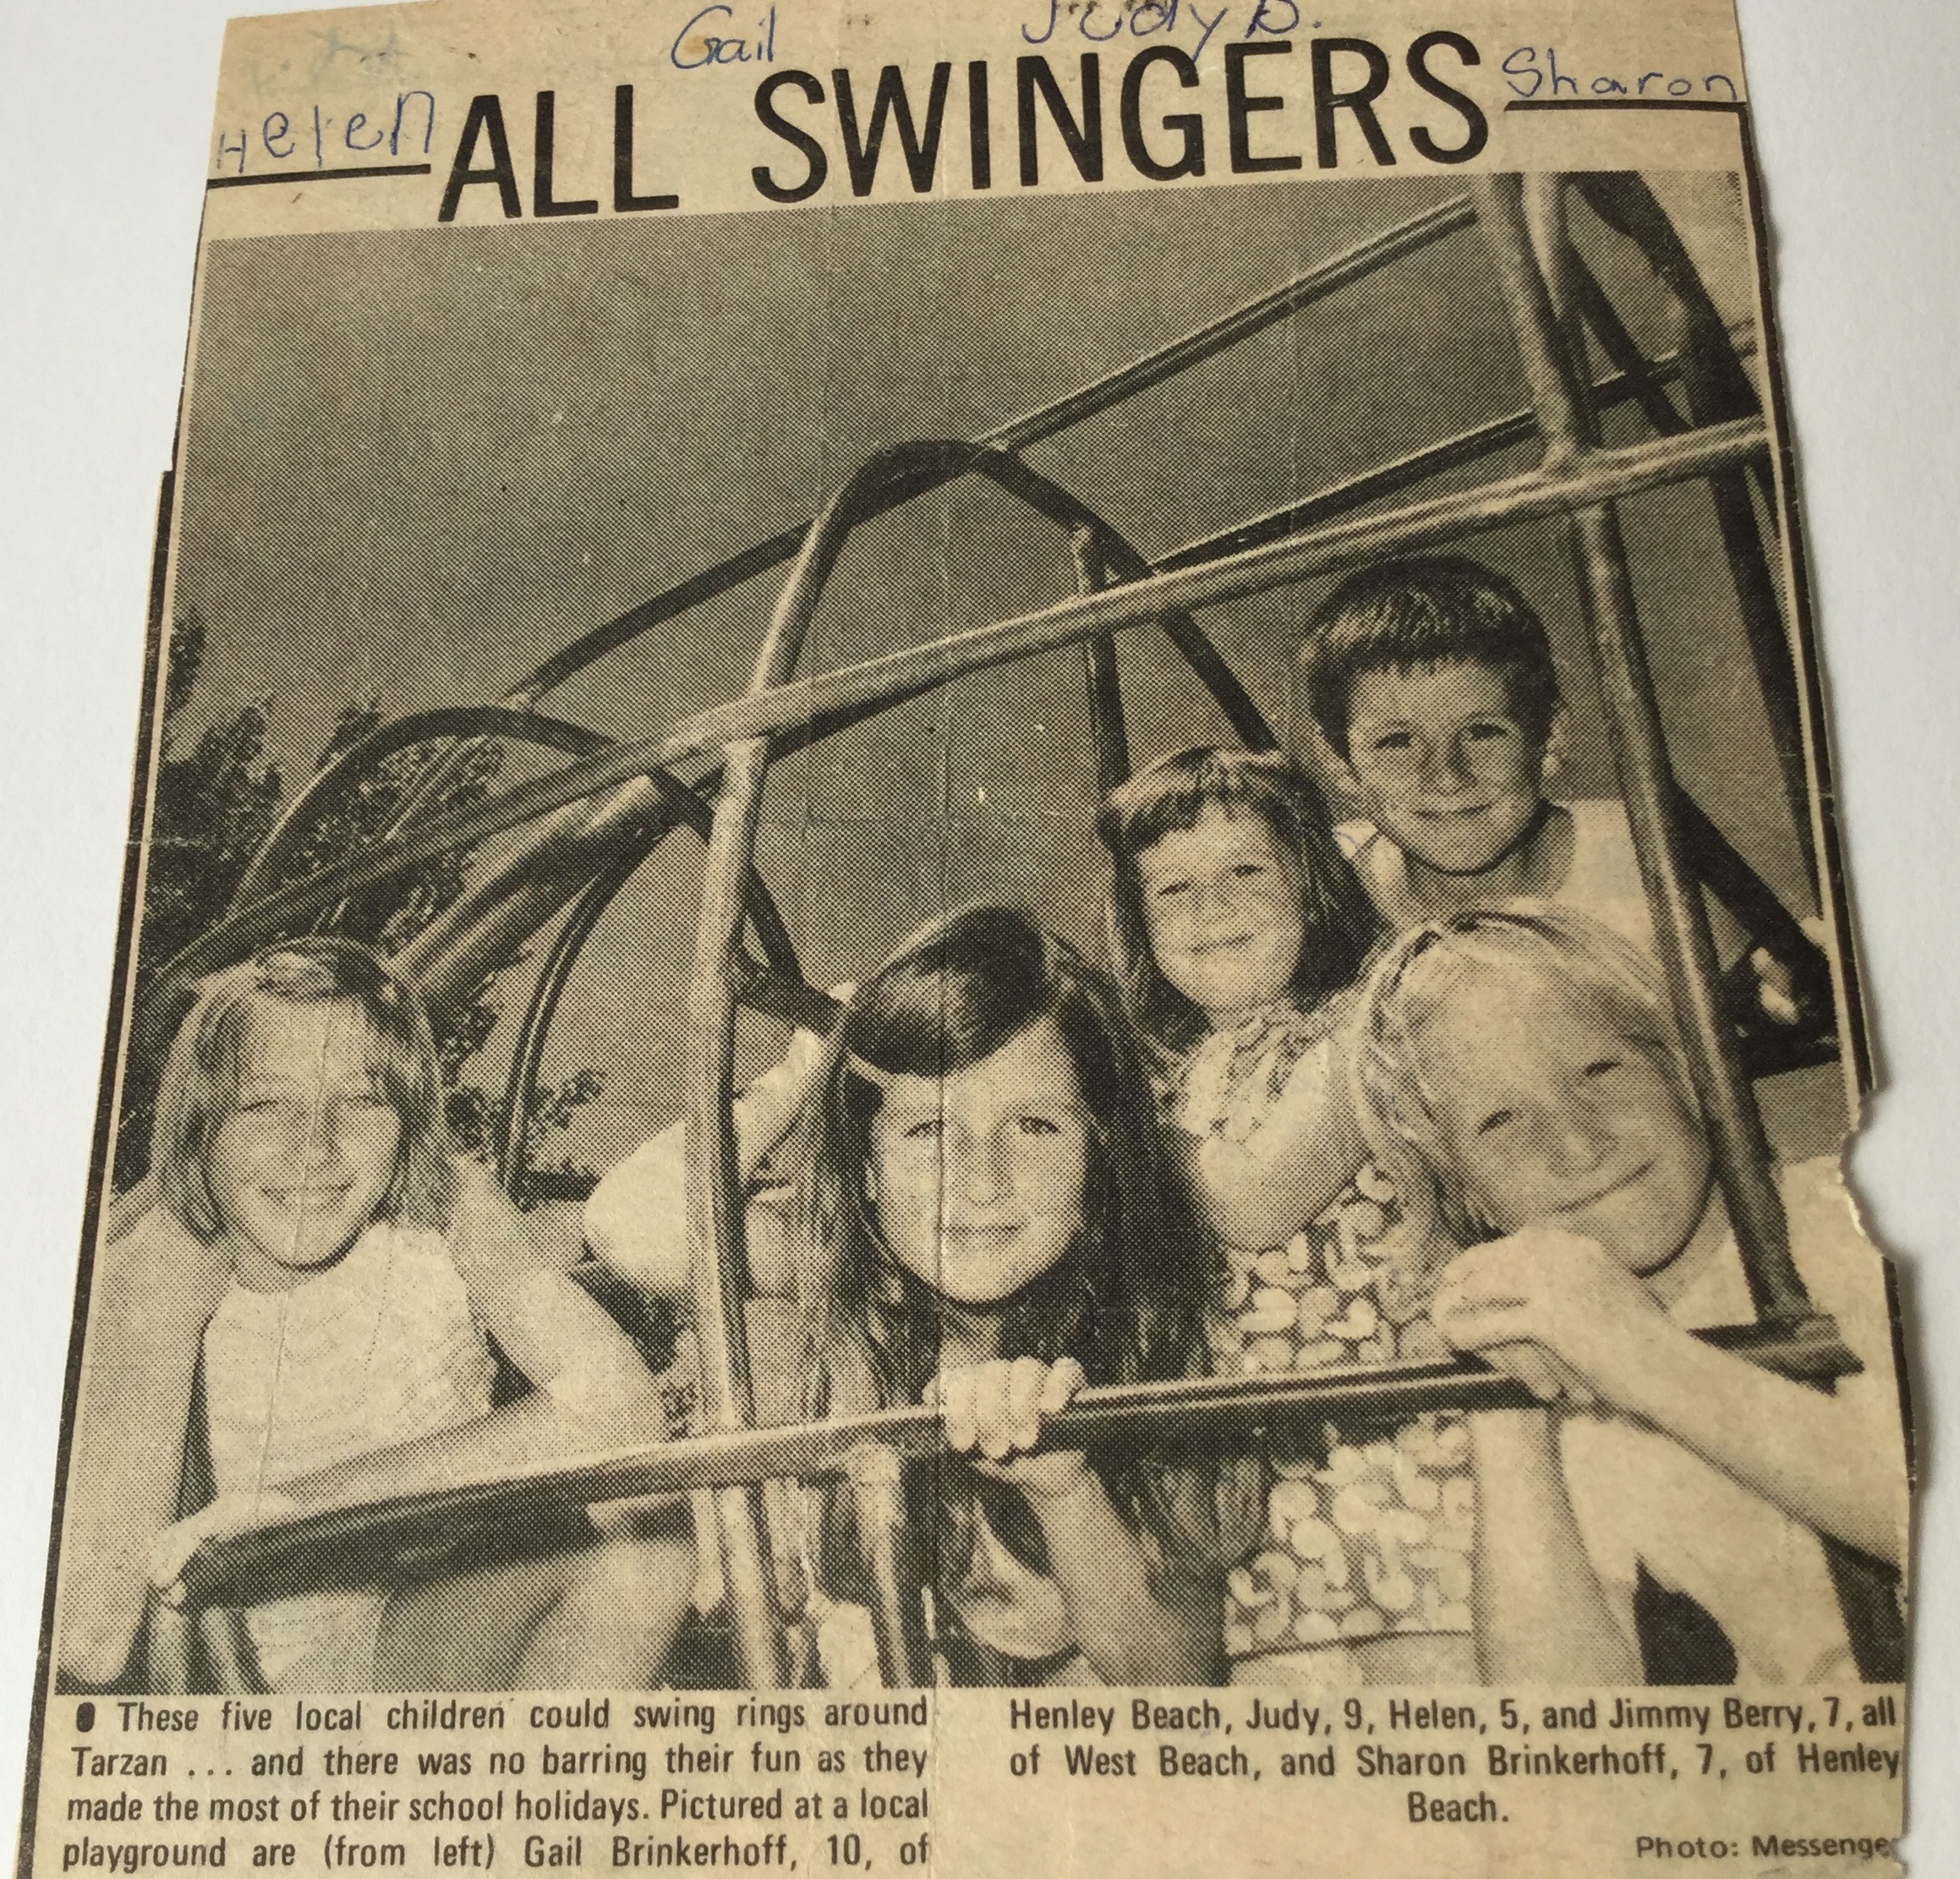 Gail Judy B.
Helen ALL SWINGERS Sharon
● These five local children could swing rings around
Tarzan ... and there was no barring their fun as they
made the most of their school holidays. Pictured at a local
playground are (from left) Gail Brinkerhoff, 10, of
Henley Beach, Judy, 9, Helen, 5, and Jimmy Berry, 7, all
of West Beach, and Sharon Brinkerhoff, 7, of Henley
Beach.
Photo: Messenge